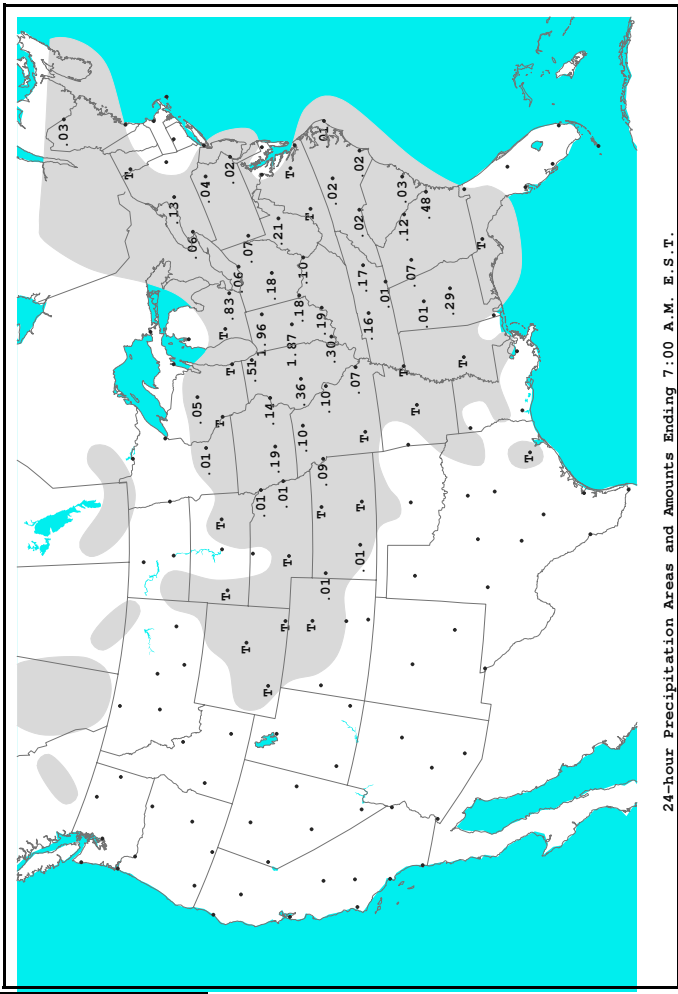 .03
T
.13
.06
.05
.01
.04
T
T
T
T
.02
.83
T
.06
T
.07
.51
1.96
.01
T
.14
.18
.19
.21
.01
T
T
T
1.87
.18
.36
.10
.10
T
T
T
.19
.09
.01
.10
.01
.30
.02
.07
.02
.02
.01
T
.17
T
.16
.01
.03
T
.12
.07
T
.01
.48
.29
T
T
T
24-hour Precipitation Areas and Amounts Ending 7:00 A.M. E.S.T.